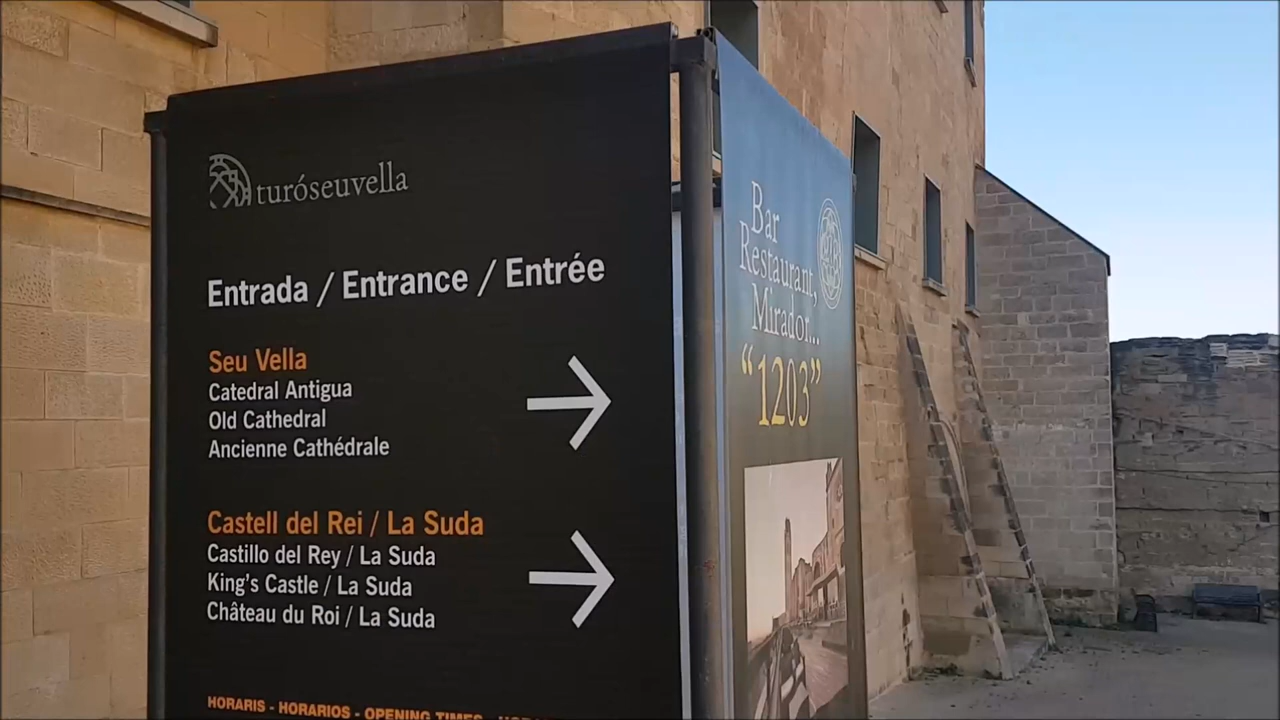 turóseuvella
Entrada / Entrance / Entrée
Seu Vella
Catedral Antigua
Old Cathedral
Ancienne Cathédrale
Castell del Rei / La Suda
Castillo del Rey / La Suda
King's Castle / La Suda
Château du Roi / La Suda
HORARIS - HORARIOS - OPENING TIMES -
Bar
Restaurant,
Mirador...
“1203”